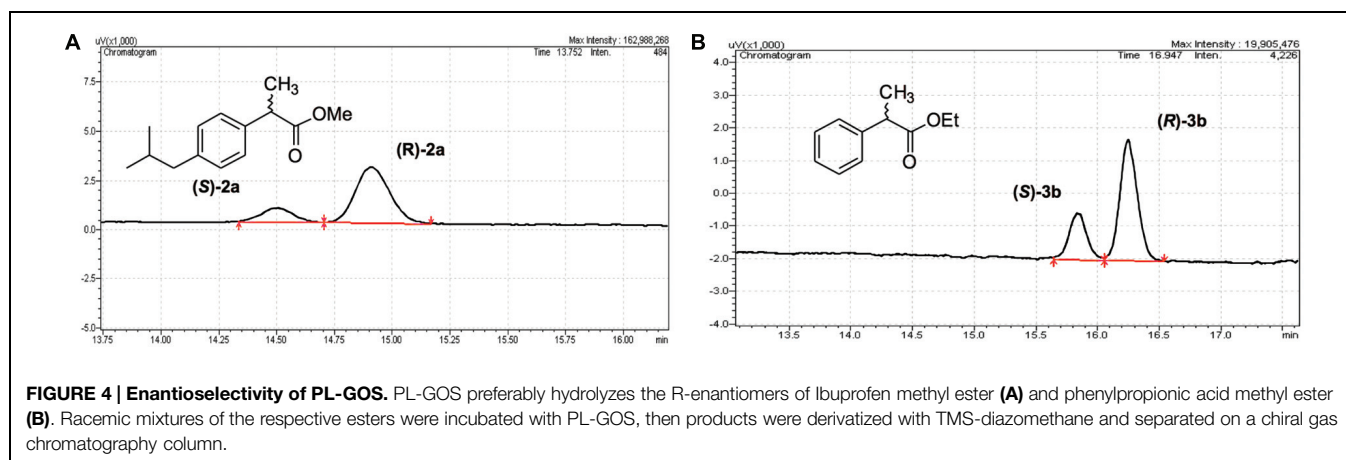 A
uV(x1,000)
Max Intensity : 162,988,268
Chromatogram
Time 13.752 Inten. 484
7.5
5.0
2.5
0.0
-2.5
-5.0
CH3
OMe
O
(S)-2a
(R)-2a
13.75 14.00 14.25 14.50 14.75 15.00 15.25 15.50 15.75 16.00 min
B
uV(x1,000)
Max Intensity : 19,905,476
Chromatogram
Time 16.947 Inten. 4,226
4.0
3.0
2.0
1.0
0.0
-1.0
-2.0
-3.0
-4.0
CH3
OEt
O
(S)-3b
(R)-3b
13.5 14.0 14.5 15.0 15.5 16.0 16.5 17.0 min
FIGURE 4 | Enantioselectivity of PL-GOS. PL-GOS preferably hydrolyzes the R-enantiomers of Ibuprofen methyl ester (A) and phenylpropionic acid methyl ester
(B). Racemic mixtures of the respective esters were incubated with PL-GOS, then products were derivatized with TMS-diazomethane and separated on a chiral gas
chromatography column.